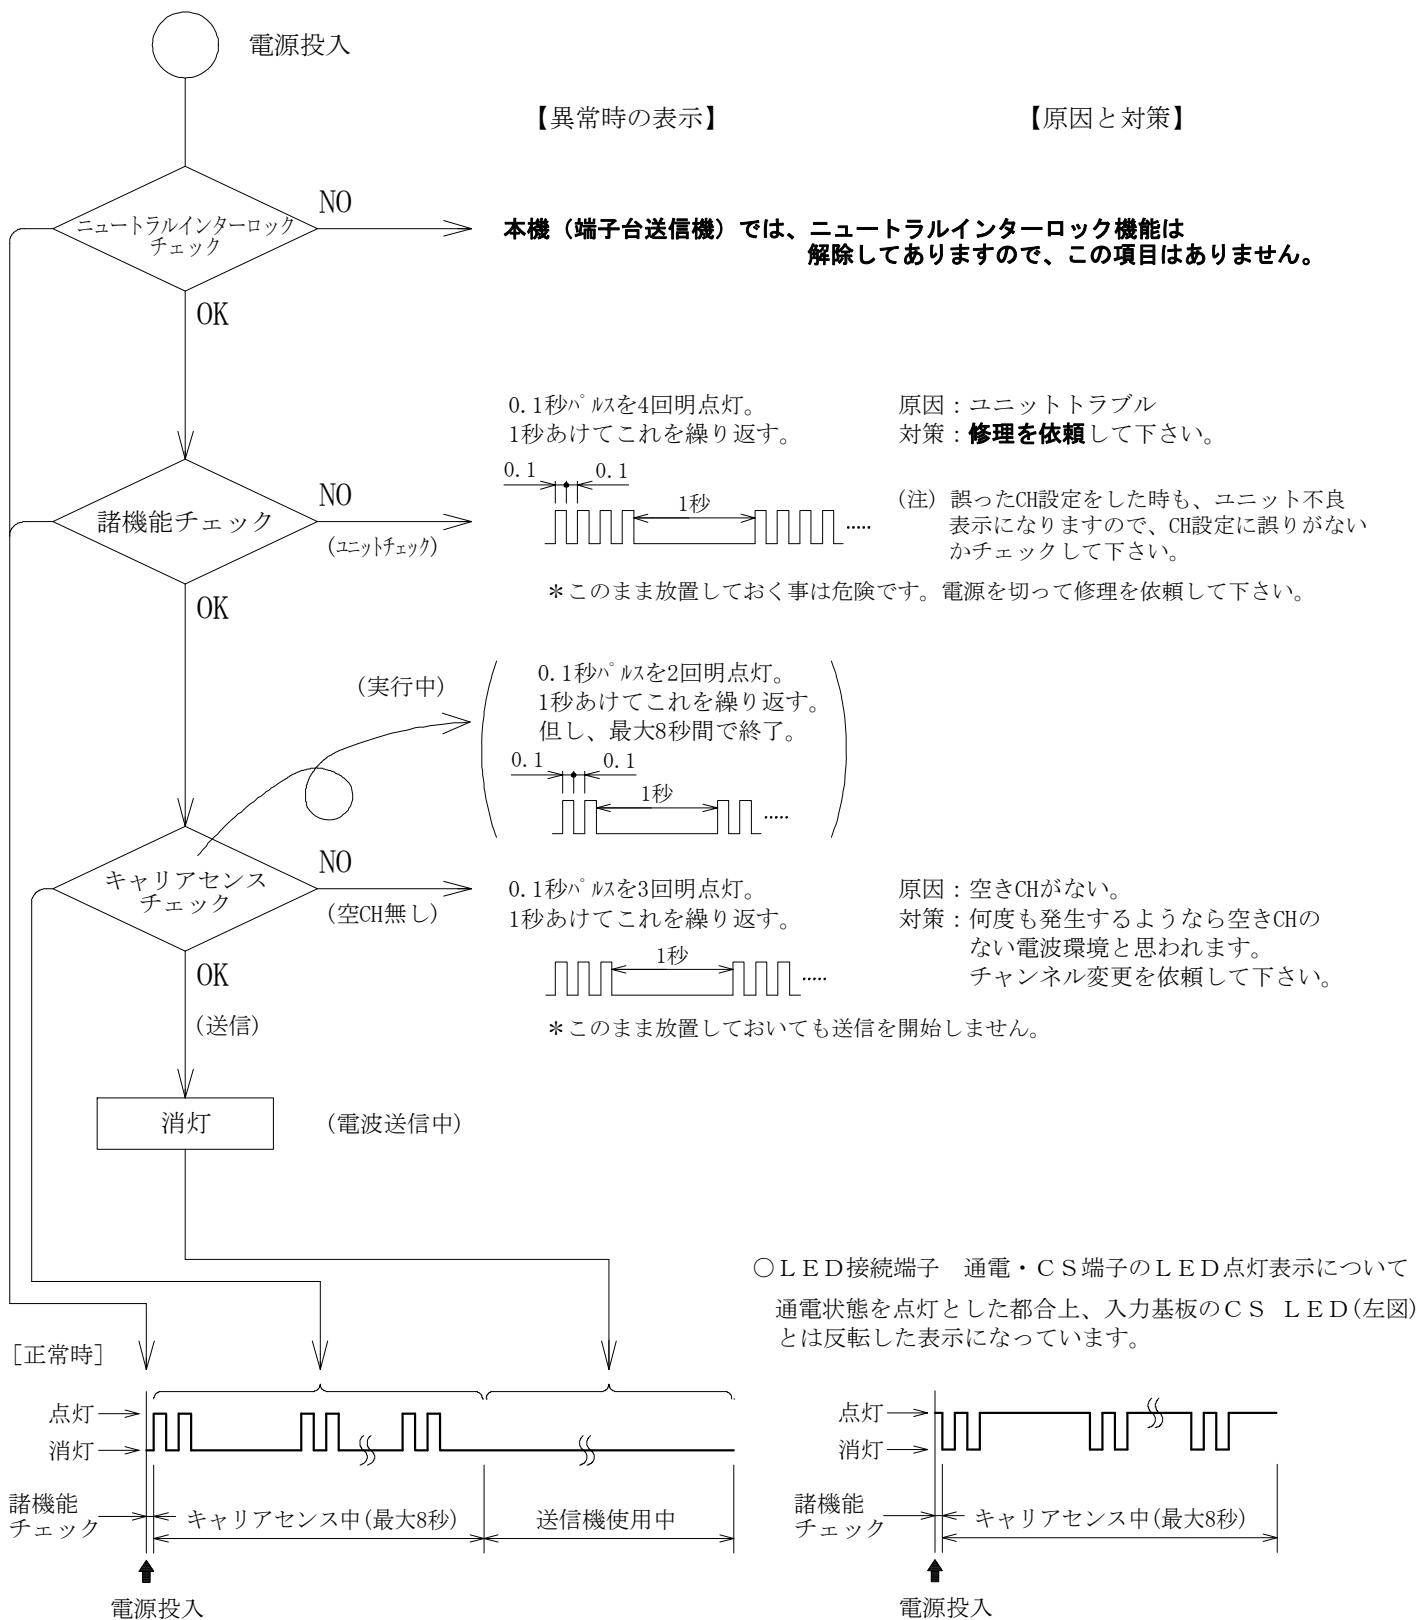 電源投入
【異常時の表示】
【原因と対策】
ニュートラルインターロック
チェック
NO
本機（端子台送信機）では、ニュートラルインターロック機能は
解除してありますので、この項目はありません。
OK
0.1秒パルスを4回明点灯。
1秒あけてこれを繰り返す。
原因：ユニットトラブル
対策：修理を依頼して下さい。
諸機能チェック
NO
(ユニットチェック)
0.1
0.1
1秒
.....
(注) 誤ったCH設定をした時も、ユニット不良
表示になりますので、CH設定に誤りがない
かチェックして下さい。
＊このまま放置しておく事は危険です。電源を切って修理を依頼して下さい。
OK
(実行中)
0.1秒パルスを2回明点灯。
1秒あけてこれを繰り返す。
但し、最大8秒間で終了。
0.1
0.1
1秒
.....
キャリアセンス
チェック
NO
(空CH無し)
0.1秒パルスを3回明点灯。
1秒あけてこれを繰り返す。
1秒
.....
原因：空きCHがない。
対策：何度も発生するようなら空きCHの
ない電波環境と思われます。
チャンネル変更を依頼して下さい。
＊このまま放置しておいても送信を開始しません。
OK
(送信)
消灯
(電波送信中)
○ＬＥＤ接続端子　通電・ＣＳ端子のＬＥＤ点灯表示について
通電状態を点灯とした都合上、入力基板のＣＳ　ＬＥＤ(左図)
とは反転した表示になっています。
［正常時］
点灯
消灯
諸機能
チェック
キャリアセンス中(最大8秒)
送信機使用中
電源投入
点灯
消灯
諸機能
チェック
キャリアセンス中(最大8秒)
電源投入